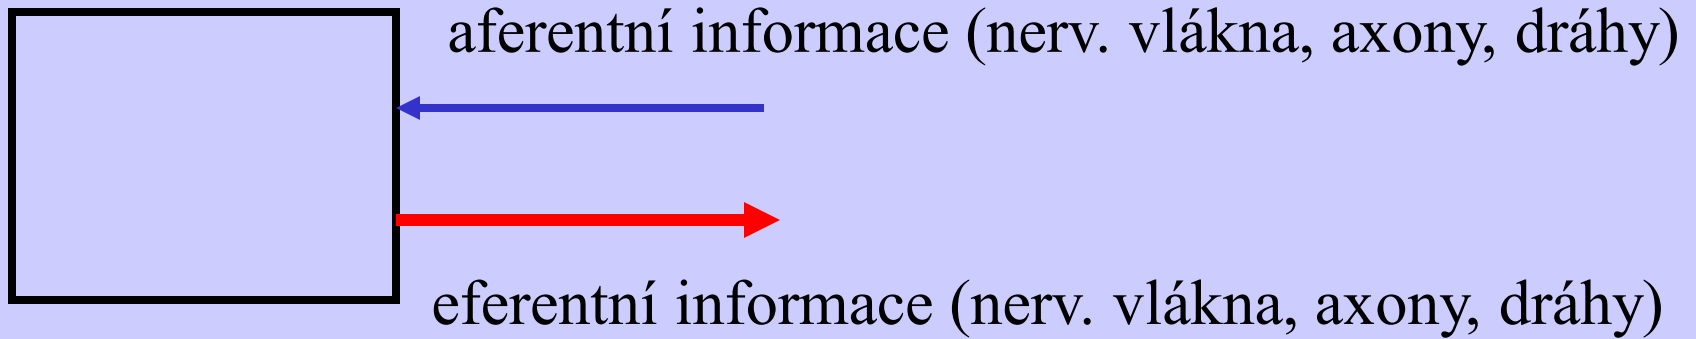 aferentní informace (nerv. vlákna, axony, dráhy)
eferentní informace (nerv. vlákna, axony, dráhy)